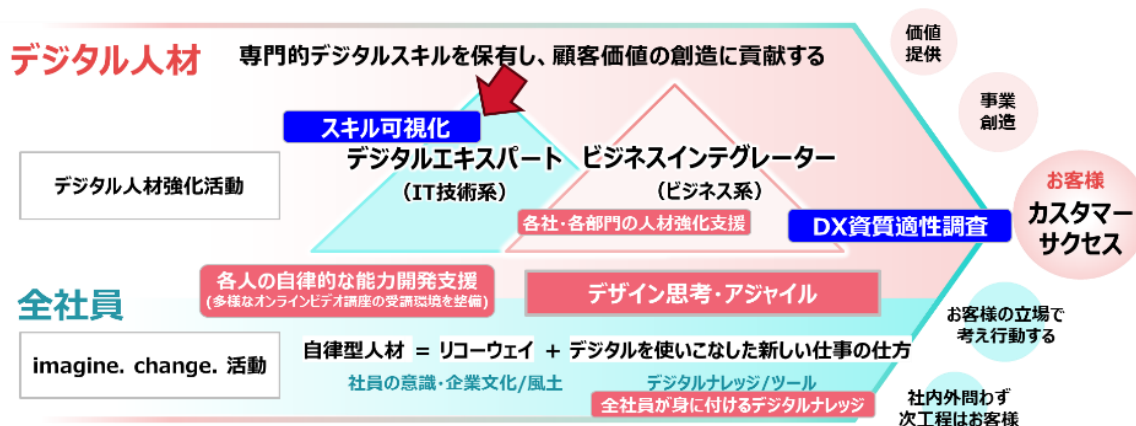 デジタル人材
専門的デジタルスキルを保有し、顧客価値の創造に貢献する
スキル可視化
デジタル人材強化活動
デジタルエキスパート
(IT技術系)
ビジネスインテグレーター
(ビジネス系)
各社・各部門の人材強化支援
DX資質適性調査
各人の自律的な能力開発支援
(多様なオンラインビデオ講座の受講環境を整備)
デザイン思考・アジャイル
全社員
imagine. change. 活動
自律型人材 = リコーウェイ + デジタルを使いこなした新しい仕事の仕方
社員の意識・企業文化/風土
デジタルナレッジ/ツール
全社員が身に付けるデジタルナレッジ
価値
提供
事業
創造
お客様
カスタマー
サクセス
お客様の立場で
考え行動する
社内外問わず
次工程はお客様